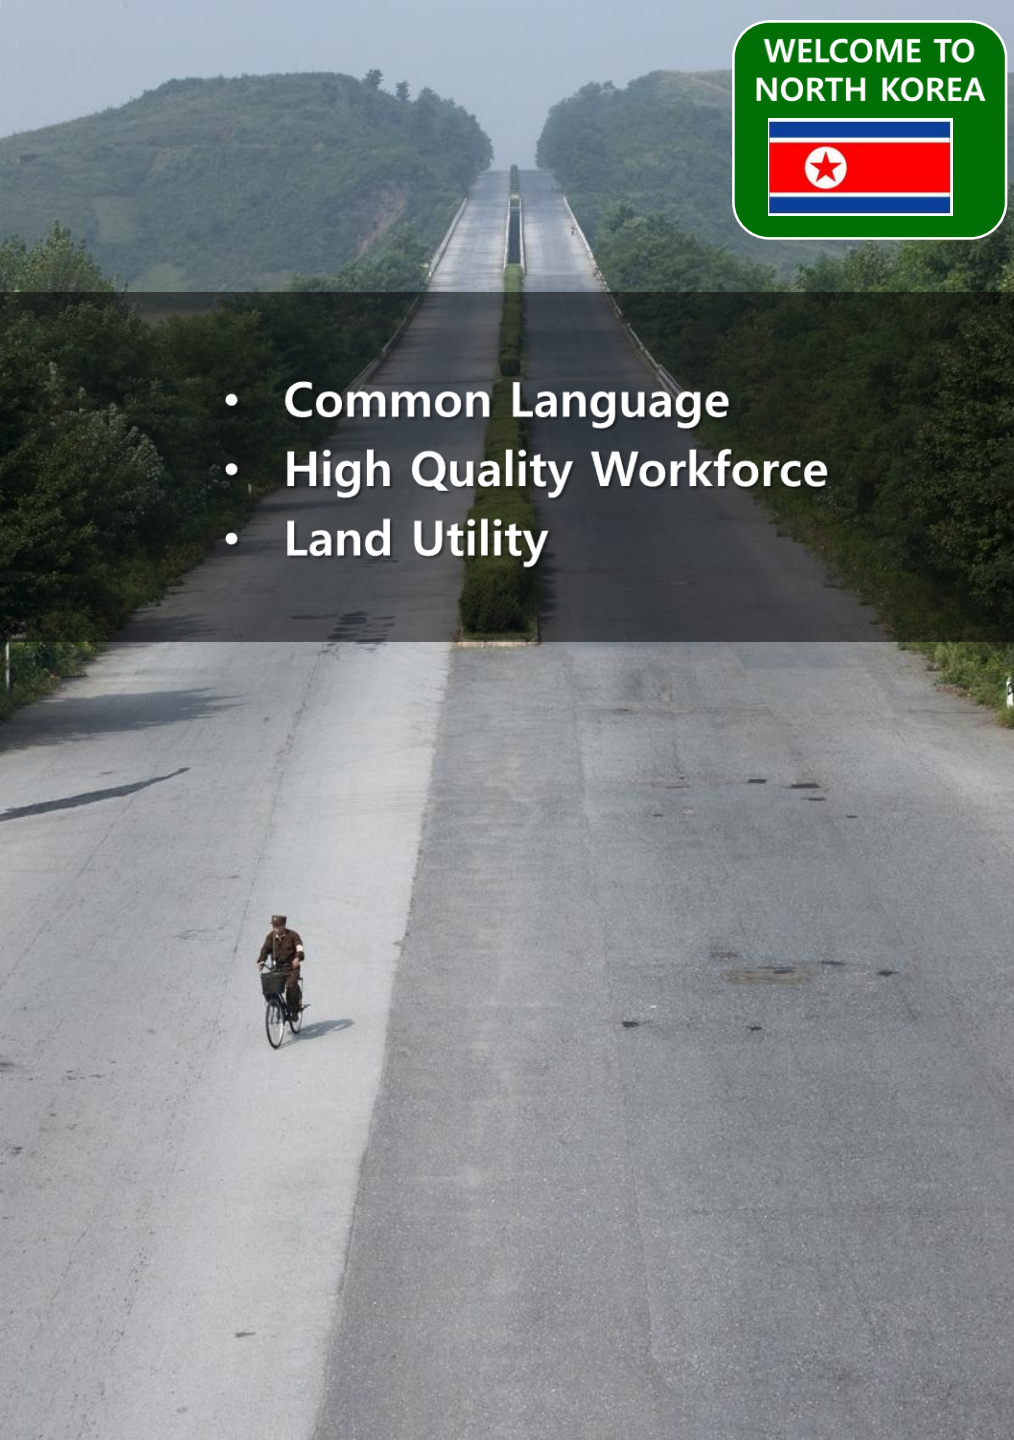 WELCOME TO
NORTH KOREA
• Common Language
• High Quality Workforce
• Land Utility